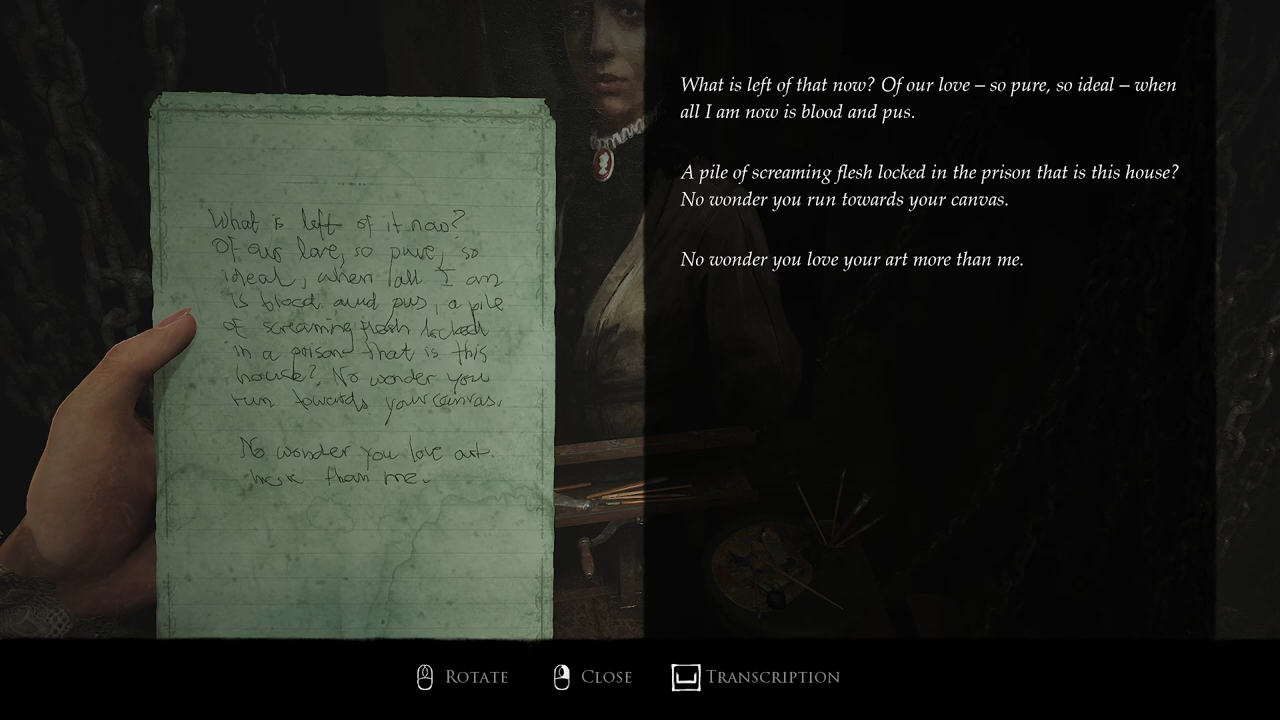 What is left of it now?
Of our love, so pure, so
ideal, when all I am
is blood and pus, a pile
of screaming flesh locked
in a prison that is this
house? No wonder you
run towards your canvas.
No wonder you love art
more than me.
What is left of that now? Of our love – so pure, so ideal – when
all I am now is blood and pus.
A pile of screaming flesh locked in the prison that is this house?
No wonder you run towards your canvas.
No wonder you love your art more than me.
ROTATE
CLOSE
TRANSCRIPTION